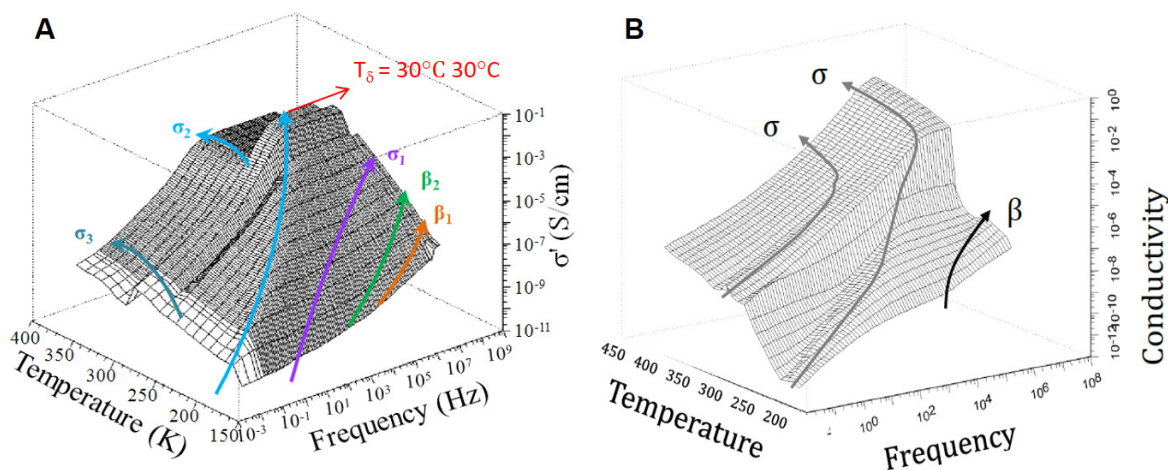 A
T_δ = 30°C 30°C
σ₂
σ₁
β₂
β₁
σ₃
10⁻¹
10⁻³
10⁻⁵
10⁻⁷
10⁻⁹
10⁻¹¹
σ' (S/cm)
400
350
300
250
200
150
Temperature (K)
10⁻³
10⁻¹
10¹
10³
10⁵
10⁷
10⁹
Frequency (Hz)
B
σ
σ
β
10⁰
10⁻²
10⁻⁴
10⁻⁶
10⁻⁸
10⁻¹⁰
Conductivity
450
400
350
300
250
200
Temperature
10⁰
10²
10⁴
10⁶
10⁸
Frequency